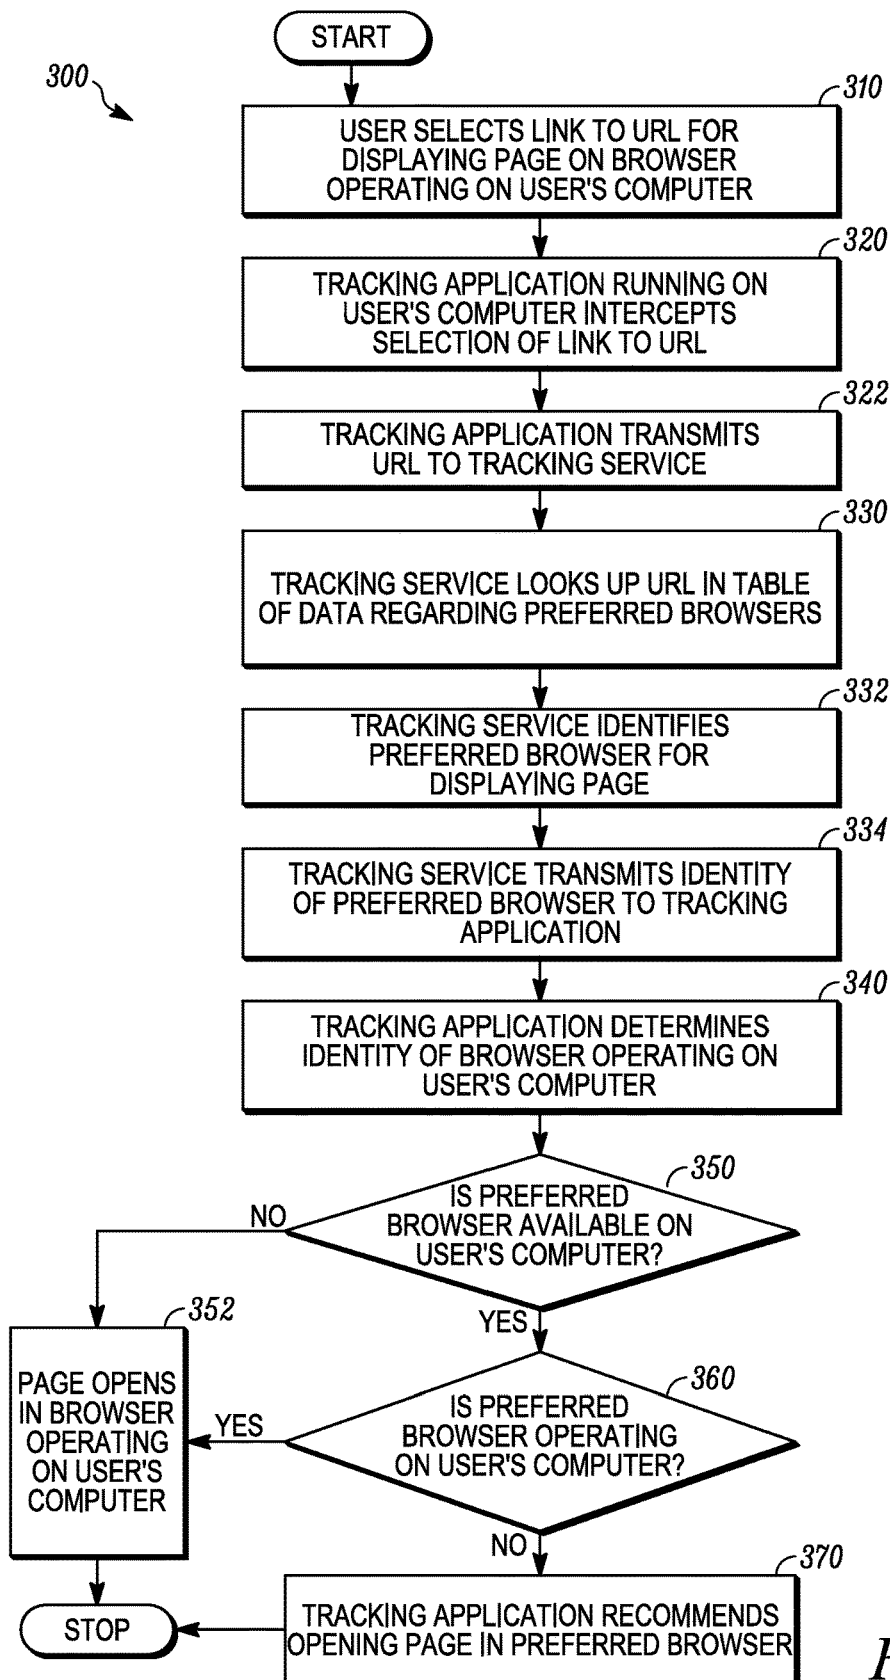 START
300
310
USER SELECTS LINK TO URL FOR
DISPLAYING PAGE ON BROWSER
OPERATING ON USER'S COMPUTER
320
TRACKING APPLICATION RUNNING ON
USER'S COMPUTER INTERCEPTS
SELECTION OF LINK TO URL
322
TRACKING APPLICATION TRANSMITS
URL TO TRACKING SERVICE
330
TRACKING SERVICE LOOKS UP URL IN TABLE
OF DATA REGARDING PREFERRED BROWSERS
332
TRACKING SERVICE IDENTIFIES
PREFERRED BROWSER FOR
DISPLAYING PAGE
334
TRACKING SERVICE TRANSMITS IDENTITY
OF PREFERRED BROWSER TO TRACKING
APPLICATION
340
TRACKING APPLICATION DETERMINES
IDENTITY OF BROWSER OPERATING ON
USER'S COMPUTER
350
IS PREFERRED
BROWSER AVAILABLE ON
USER'S COMPUTER?
NO
YES
352
PAGE OPENS
IN BROWSER
OPERATING
ON USER'S
COMPUTER
360
IS PREFERRED
BROWSER OPERATING
ON USER'S COMPUTER?
YES
NO
370
TRACKING APPLICATION RECOMMENDS
OPENING PAGE IN PREFERRED BROWSER
STOP